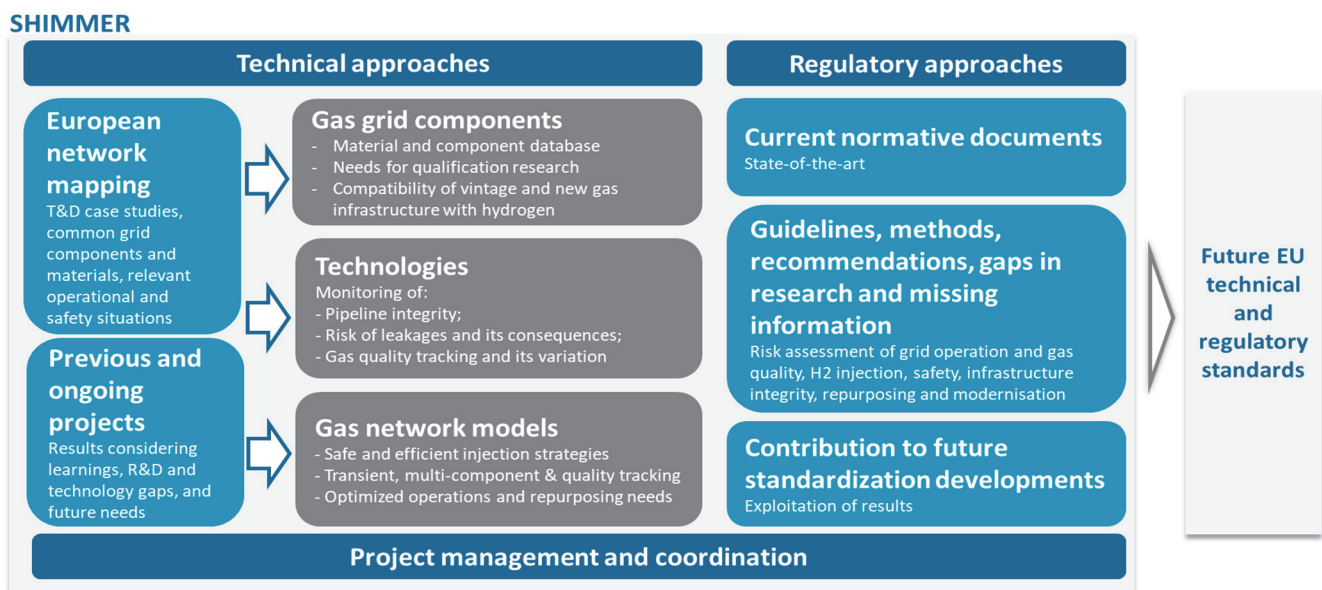 SHIMMER
Technical approaches
European
network
mapping
T&D case studies,
common grid
components and
materials, relevant
operational and
safety situations
Previous and
ongoing
projects
Results considering
learnings, R&D and
technology gaps, and
future needs
Gas grid components
- Material and component database
- Needs for qualification research
- Compatibility of vintage and new gas
infrastructure with hydrogen
Technologies
Monitoring of:
- Pipeline integrity;
- Risk of leakages and its consequences;
- Gas quality tracking and its variation
Gas network models
- Safe and efficient injection strategies
- Transient, multi-component & quality tracking
- Optimized operations and repurposing needs
Regulatory approaches
Current normative documents
State-of-the-art
Guidelines, methods,
recommendations, gaps in
research and missing
information
Risk assessment of grid operation and gas
quality, H2 injection, safety, infrastructure
integrity, repurposing and modernisation
Contribution to future
standardization developments
Exploitation of results
Project management and coordination
Future EU
technical
and
regulatory
standards